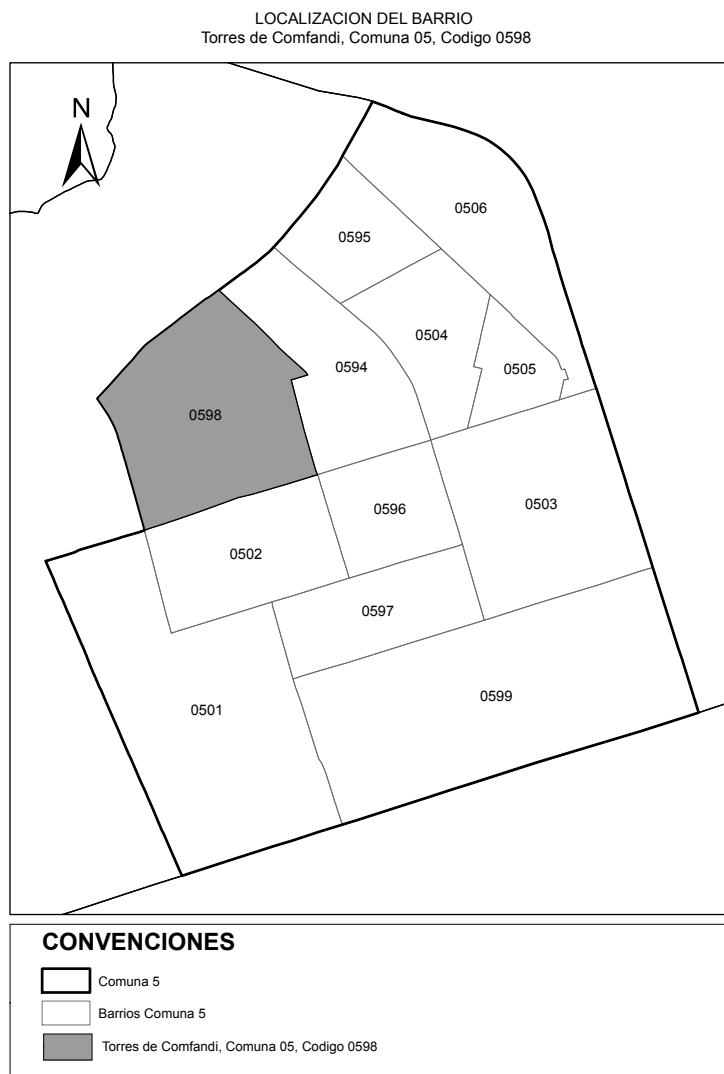 LOCALIZACION DEL BARRIO
Torres de Comfandi, Comuna 05, Codigo 0598
N
0506
0595
0504
0594
0505
0598
0503
0596
0502
0597
0599
0501
CONVENCIONES
Comuna 5
Barrios Comuna 5
Torres de Comfandi, Comuna 05, Codigo 0598